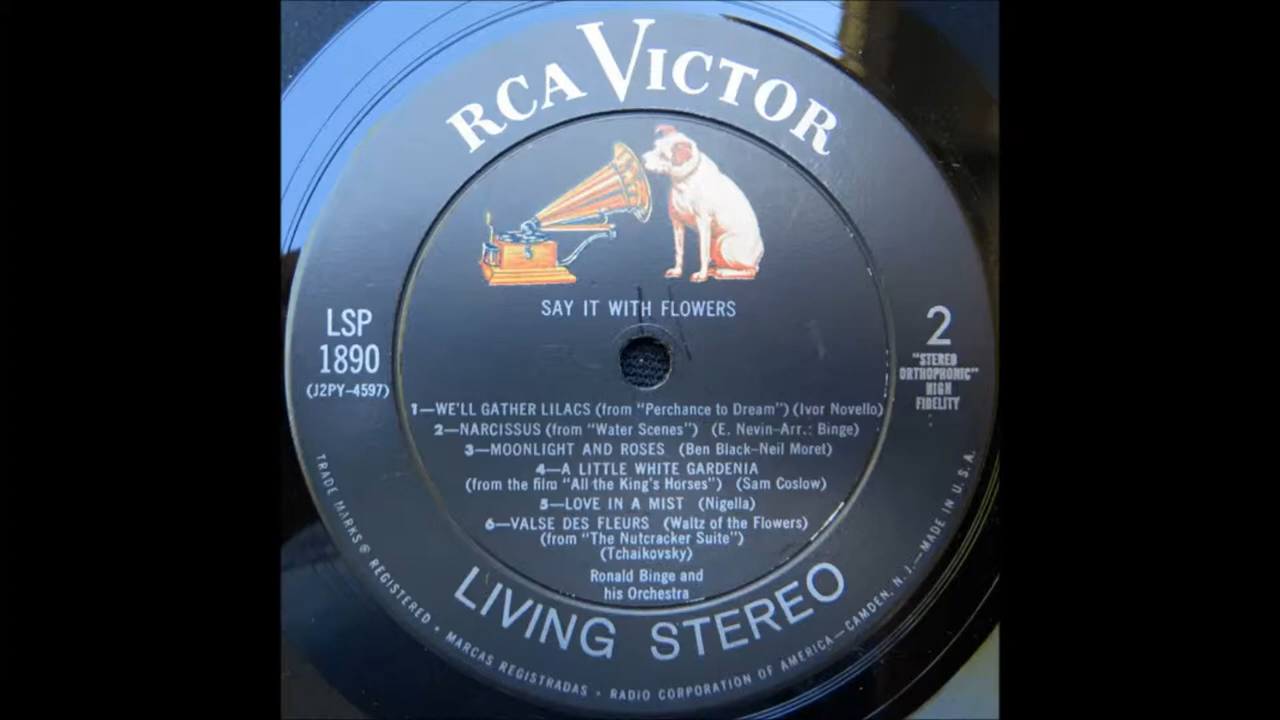 RCA VICTOR
SAY IT WITH FLOWERS
LSP
1890
(J2PY-4597)
2
"STEREO
ORTHOPHONIC"
HIGH
FIDELITY
1—WE'LL GATHER LILACS (from "Perchance to Dream") (Ivor Novello)
2—NARCISSUS (from "Water Scenes") (E. Nevin-Arr.: Binge)
3—MOONLIGHT AND ROSES (Ben Black-Neil Moret)
4—A LITTLE WHITE GARDENIA
(from the film "All the King's Horses") (Sam Coslow)
5—LOVE IN A MIST (Nigella)
6—VALSE DES FLEURS (Waltz of the Flowers)
(from "The Nutcracker Suite")
(Tchaikovsky)
Ronald Binge and
his Orchestra
LIVING STEREO
TRADE MARKS ® REGISTERED • MARCAS REGISTRADAS • RADIO CORPORATION OF AMERICA—CAMDEN, N. J.—MADE IN U. S. A.